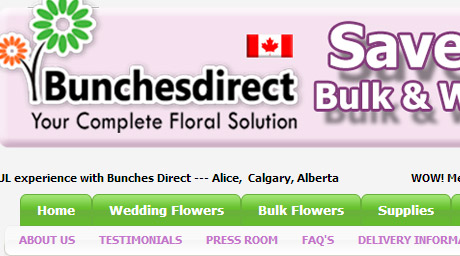 Bunchesdirect
Your Complete Floral Solution
Save
Bulk & W
UL experience with Bunches Direct --- Alice, Calgary, Alberta WOW! Me
Home Wedding Flowers Bulk Flowers Supplies
ABOUT US TESTIMONIALS PRESS ROOM FAQ'S DELIVERY INFORMA